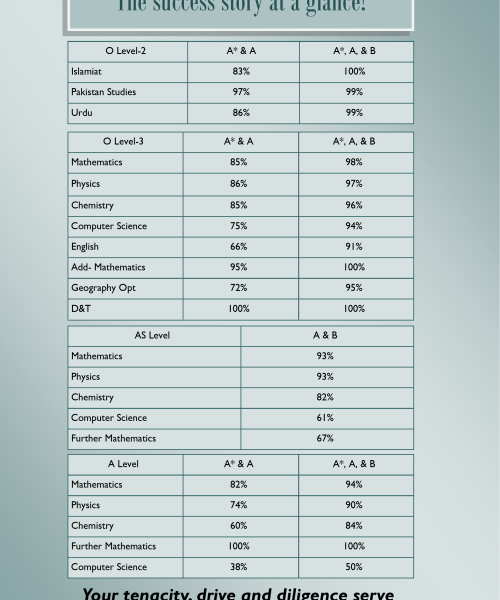 The success story at a glance!
O Level-2 A* & A A*, A, & B
Islamiat 83% 100%
Pakistan Studies 97% 99%
Urdu 86% 99%
O Level-3 A* & A A*, A, & B
Mathematics 85% 98%
Physics 86% 97%
Chemistry 85% 96%
Computer Science 75% 94%
English 66% 91%
Add- Mathematics 95% 100%
Geography Opt 72% 95%
D&T 100% 100%
AS Level A & B
Mathematics 93%
Physics 93%
Chemistry 82%
Computer Science 61%
Further Mathematics 67%
A Level A* & A A*, A, & B
Mathematics 82% 94%
Physics 74% 90%
Chemistry 60% 84%
Further Mathematics 100% 100%
Computer Science 38% 50%
Your tenacity, drive and diligence serve